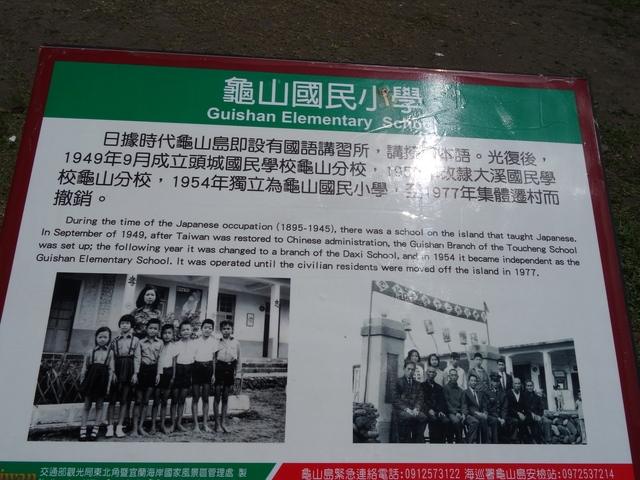 龜山國民小學
Guishan Elementary School
日據時代龜山島即設有國語講習所，講授日本語。光復後，
1949年9月成立頭城國民學校龜山分校，195 改隸大溪國民學
校龜山分校，1954年獨立為龜山國民小學，至1977年集體遷村而
撤銷。
During the time of the Japanese occupation (1895-1945), there was a school on the island that taught Japanese.
In September of 1949, after Taiwan was restored to Chinese administration, the Guishan Branch of the Toucheng School
was set up; the following year it was changed to a branch of the Daxi School, and in 1954 it became independent as the
Guishan Elementary School. It was operated until the civilian residents were moved off the island in 1977.
交通部觀光局東北角暨宜蘭海岸國家風景區管理處 製
龜山島緊急連絡電話:0912573122 海巡署龜山島安檢站:0972537214